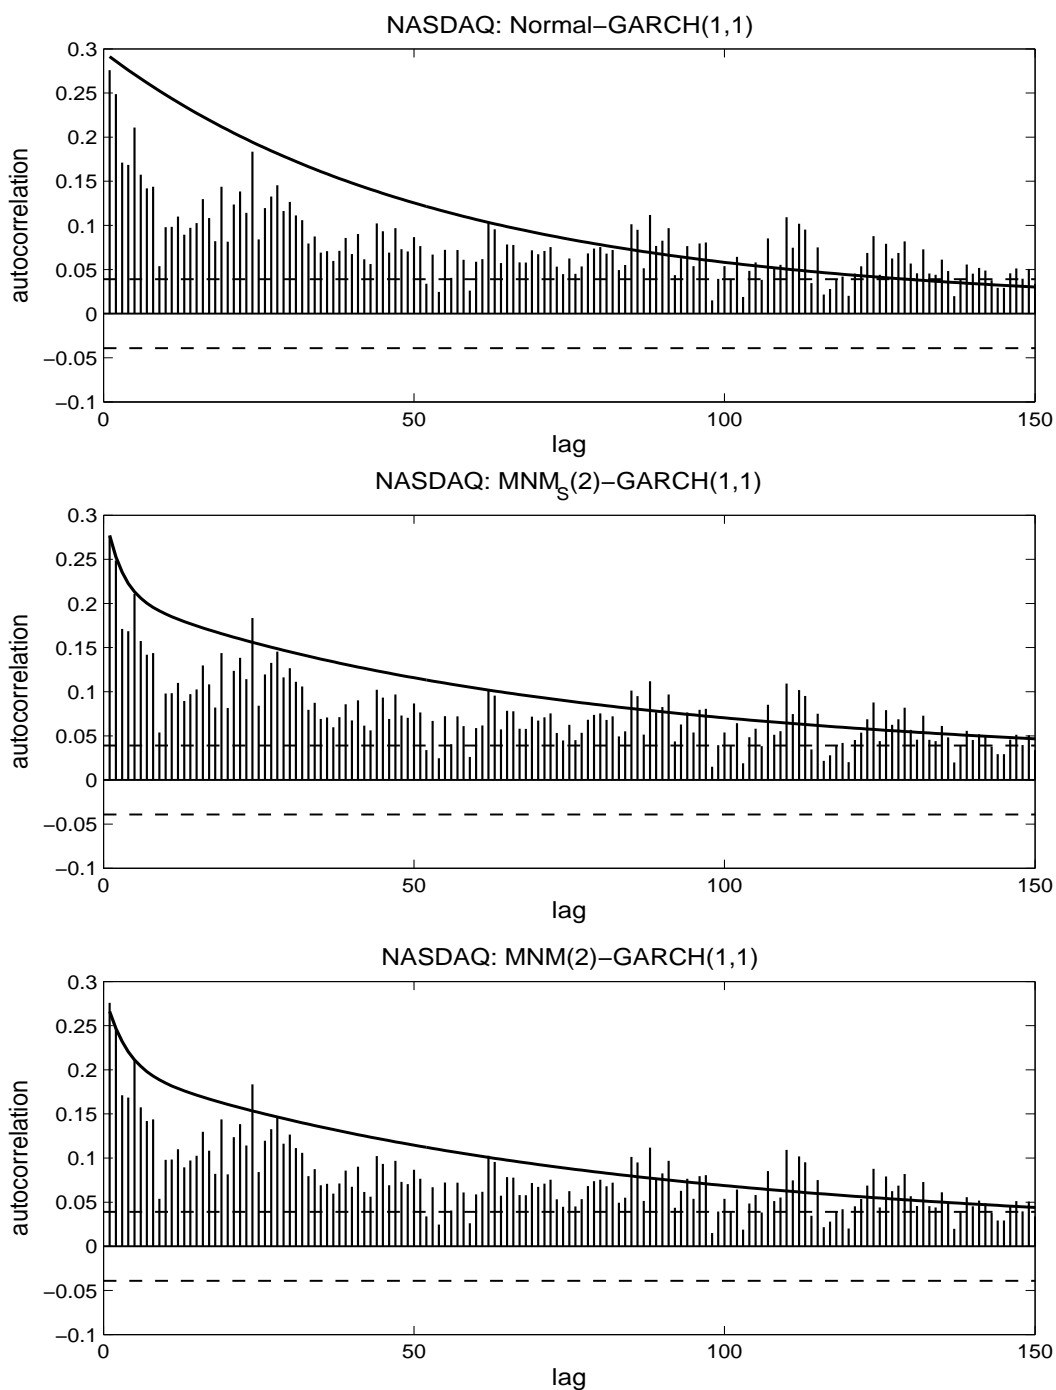 NASDAQ: Normal−GARCH(1,1)
0.3
0.25
0.2
0.15
0.1
0.05
0
−0.05
−0.1
autocorrelation
0 50 100 150
lag
NASDAQ: MNM_S(2)−GARCH(1,1)
0.3
0.25
0.2
0.15
0.1
0.05
0
−0.05
−0.1
autocorrelation
0 50 100 150
lag
NASDAQ: MNM(2)−GARCH(1,1)
0.3
0.25
0.2
0.15
0.1
0.05
0
−0.05
−0.1
autocorrelation
0 50 100 150
lag